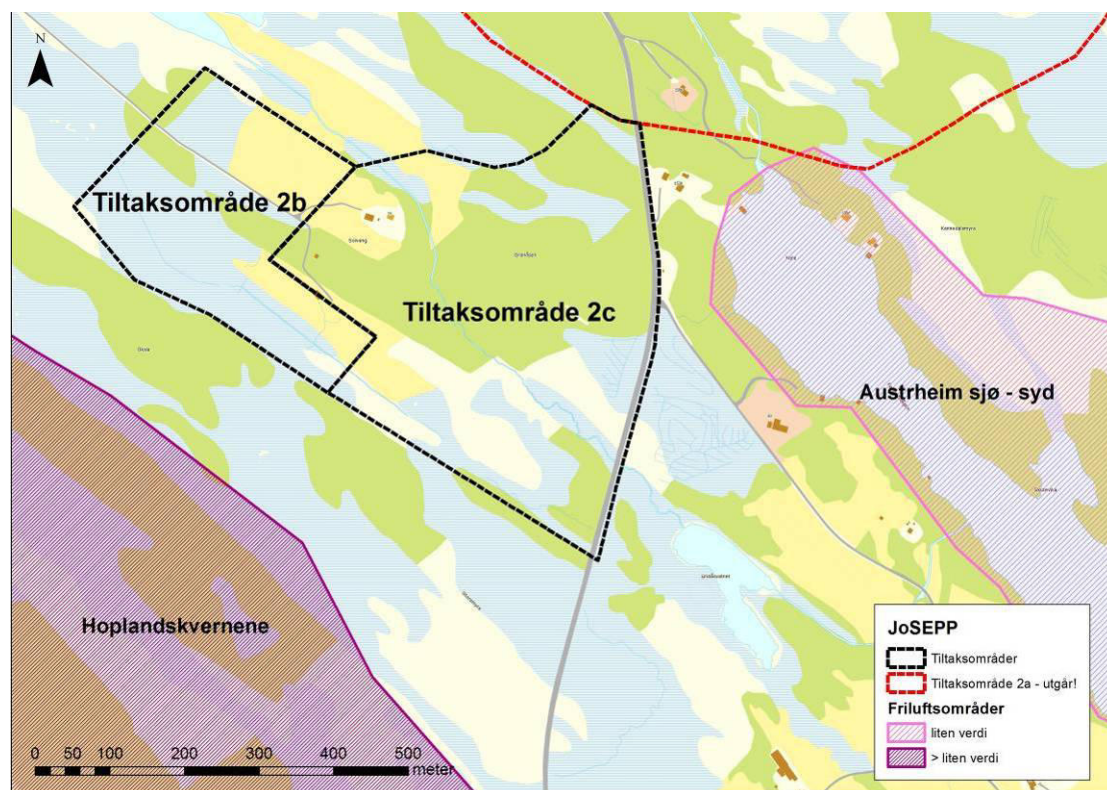 N
Tiltaksområde 2b
Tiltaksområde 2c
Austrheim sjø - syd
Hoplandskvernene
JoSEPP
Tiltaksområder
Tiltaksområde 2a - utgår!
Friluftsområder
liten verdi
> liten verdi
0 50 100 200 300 400 500
meter